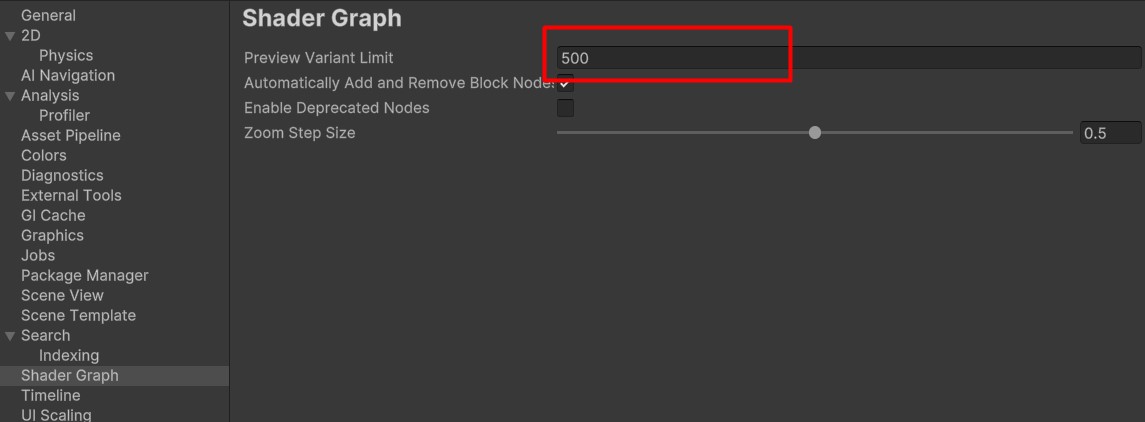 General
2D
Physics
AI Navigation
Analysis
Profiler
Asset Pipeline
Colors
Diagnostics
External Tools
GI Cache
Graphics
Jobs
Package Manager
Scene View
Scene Template
Search
Indexing
Shader Graph
Timeline
UI Scaling
Shader Graph
Preview Variant Limit 500
Automatically Add and Remove Block Nodes
Enable Deprecated Nodes
Zoom Step Size 0.5